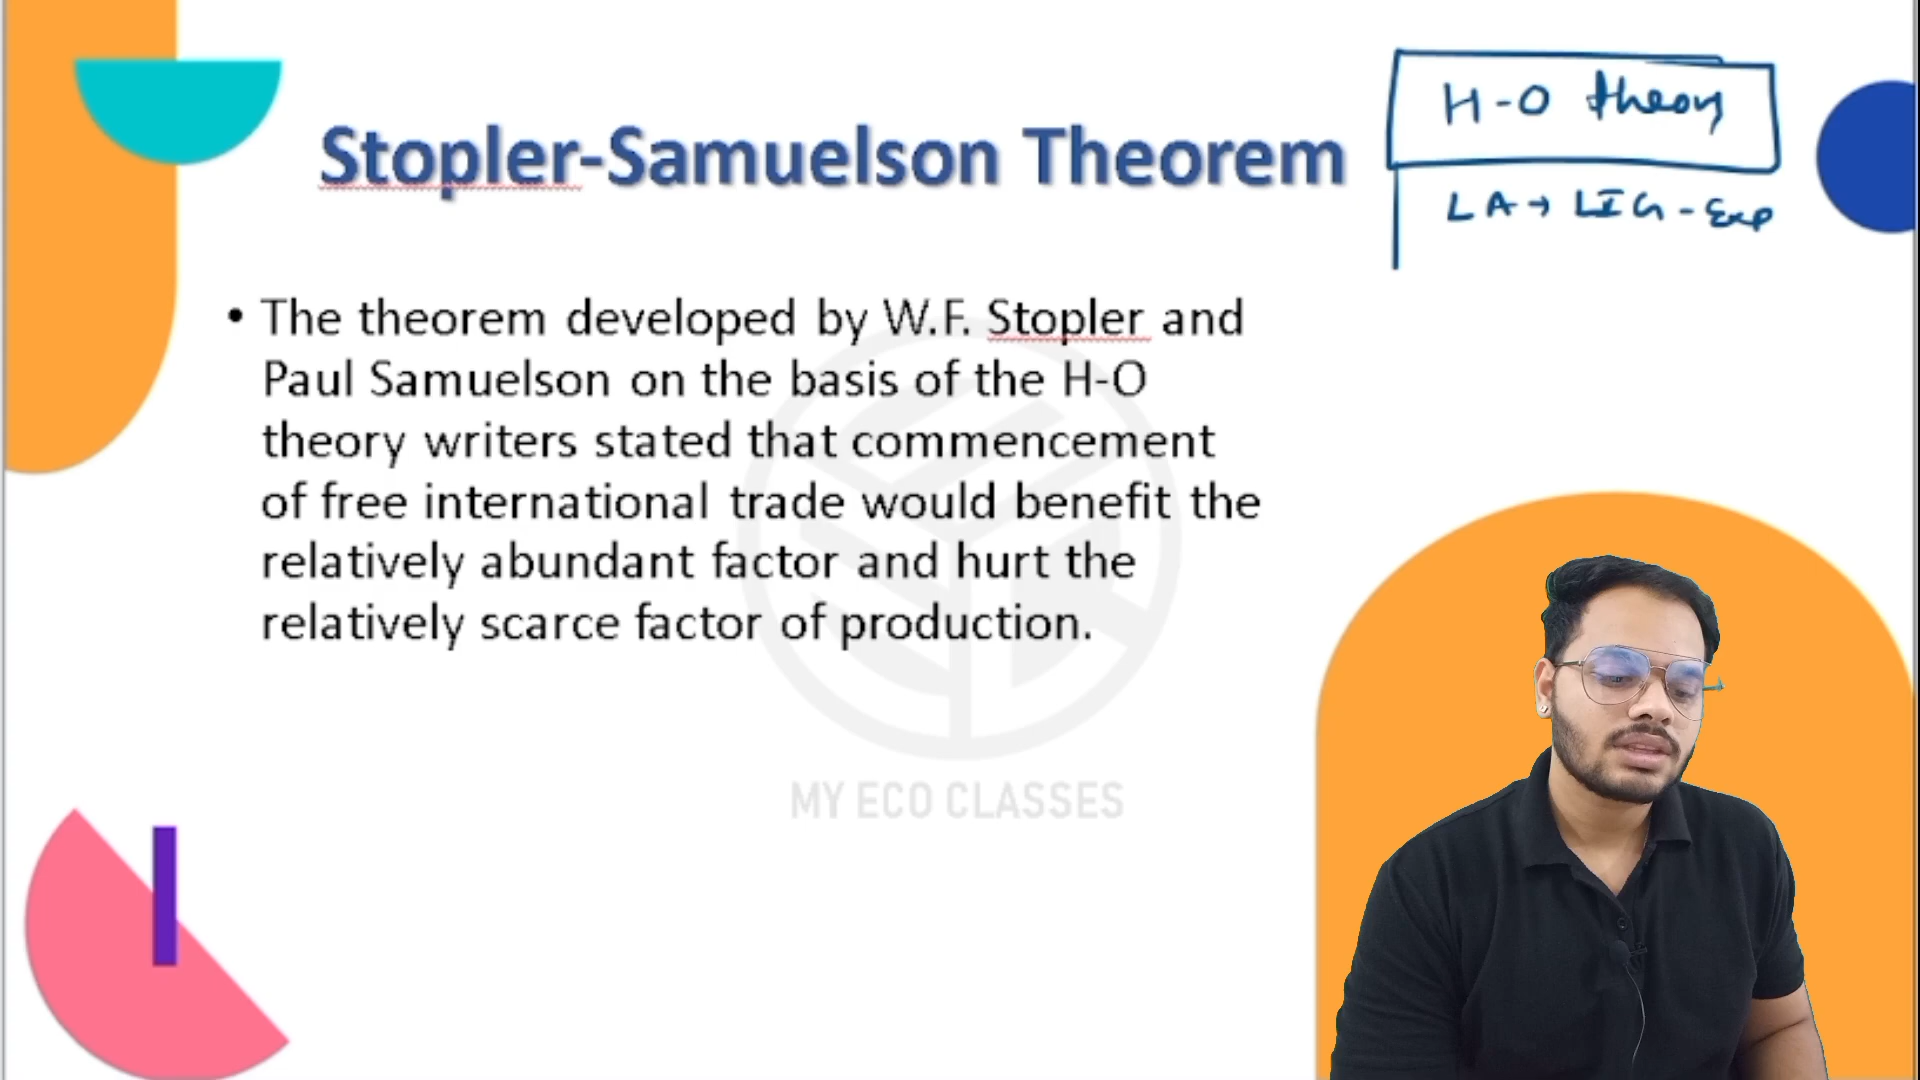 H-O theory
Stopler-Samuelson Theorem
LA → LIG - Exp
• The theorem developed by W.F. Stopler and
Paul Samuelson on the basis of the H-O
theory writers stated that commencement
of free international trade would benefit the
relatively abundant factor and hurt the
relatively scarce factor of production.
MY ECO CLASSES